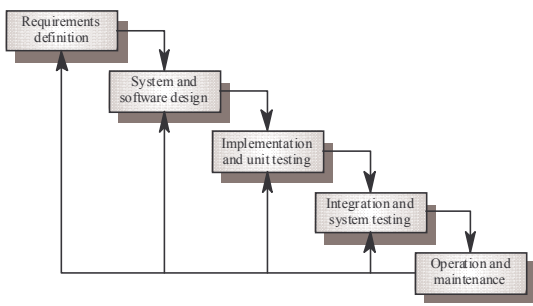 Requirements
definition
System and
software design
Implementation
and unit testing
Integration and
system testing
Operation and
maintenance